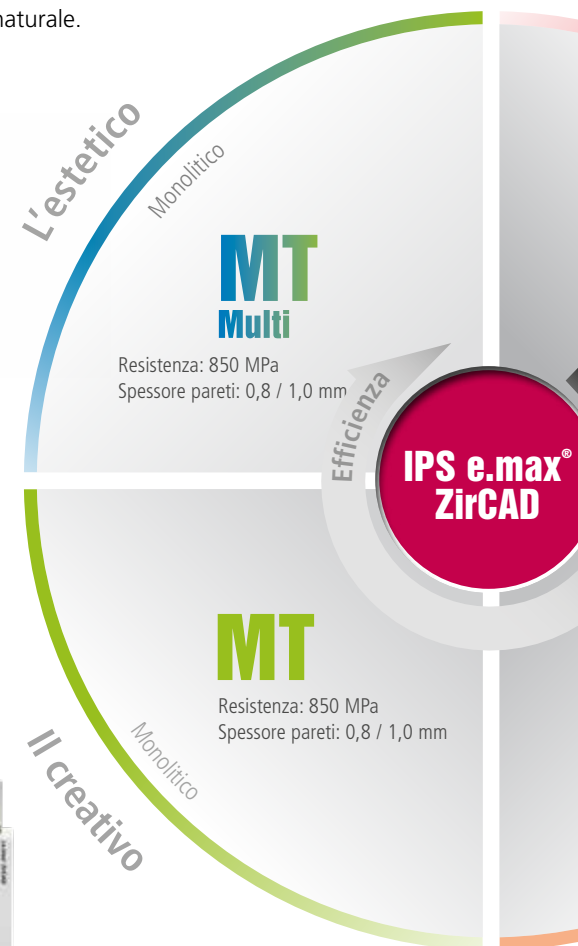 naturale.
L'estetico
Monolitico
MT
Multi
Resistenza: 850 MPa
Spessore pareti: 0,8 / 1,0 mm
Efficienza
IPS e.max®
ZirCAD
MT
Resistenza: 850 MPa
Spessore pareti: 0,8 / 1,0 mm
Monolitico
Il creativo